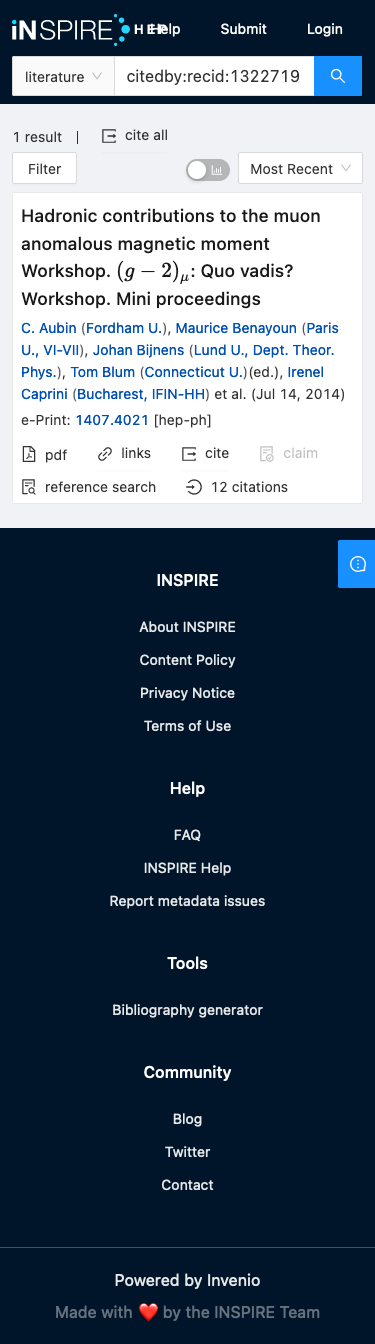 iNSPIRE HEP Help Submit Login
literature citedby:recid:1322719
1 result | cite all
Filter Most Recent
Hadronic contributions to the muon
anomalous magnetic moment
Workshop. (g − 2)μ: Quo vadis?
Workshop. Mini proceedings
C. Aubin (Fordham U.), Maurice Benayoun (Paris
U., VI-VII), Johan Bijnens (Lund U., Dept. Theor.
Phys.), Tom Blum (Connecticut U.)(ed.), Irenel
Caprini (Bucharest, IFIN-HH) et al. (Jul 14, 2014)
e-Print: 1407.4021 [hep-ph]
pdf links cite claim
reference search 12 citations
INSPIRE
About INSPIRE
Content Policy
Privacy Notice
Terms of Use
Help
FAQ
INSPIRE Help
Report metadata issues
Tools
Bibliography generator
Community
Blog
Twitter
Contact
Powered by Invenio
Made with ❤️ by the INSPIRE Team